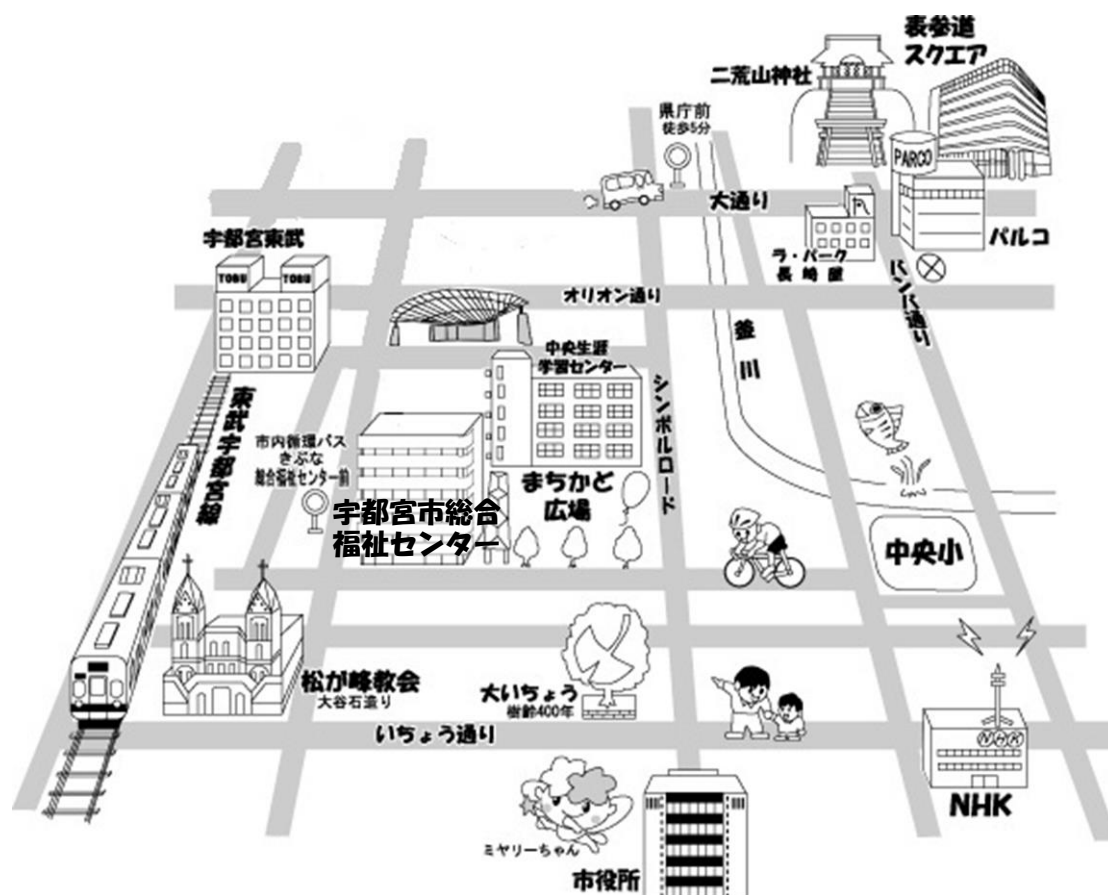 表参道
スクエア
二荒山神社
県庁前
徒歩5分
PARCO
大通り
パルコ
ラ・パーク
長崎屋
バンバ通り
宇都宮東武
TOBU TOBU
オリオン通り
釜川
中央生涯
学習センター
シンボルロード
東武宇都宮線
市内循環バス
きぶな
総合福祉センター前
まちかど
広場
宇都宮市総合
福祉センター
中央小
松が峰教会
大谷石造り
大いちょう
樹齢400年
いちょう通り
NHK
NHK
ミヤリーちゃん
市役所